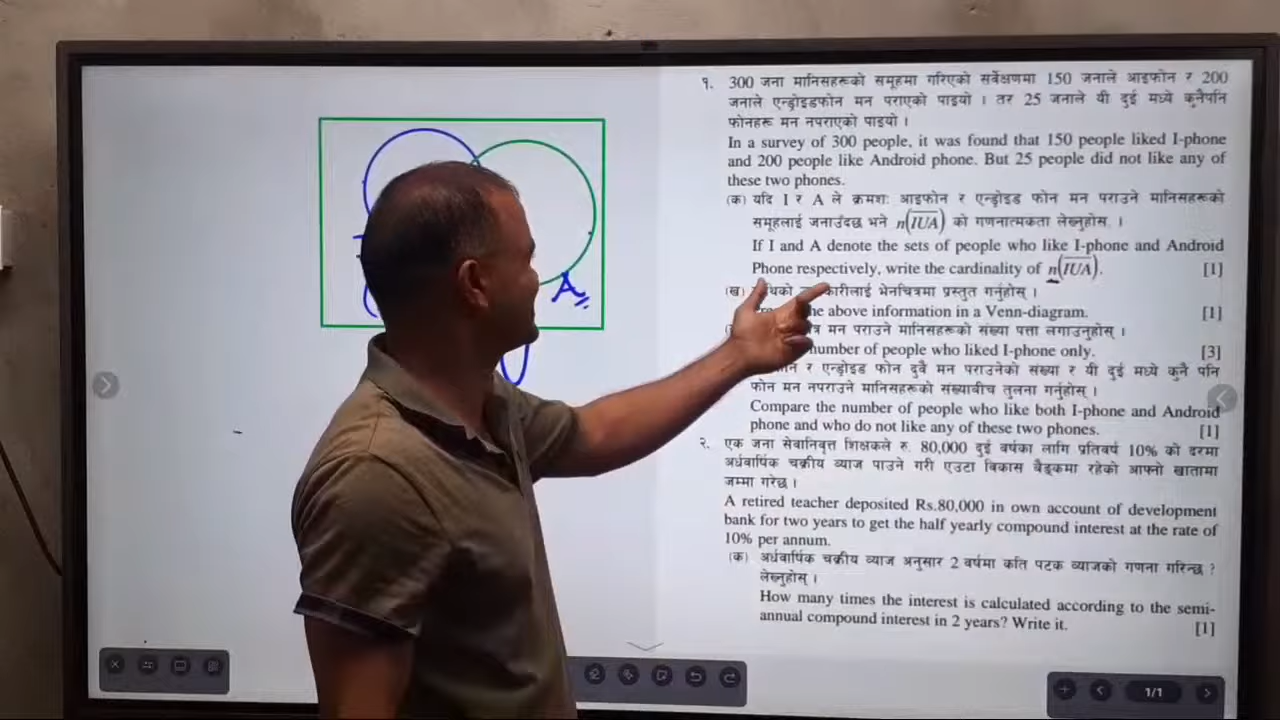 A
१. 300 जना मानिसहरूको समूहमा गरिएको सर्वेक्षणमा 150 जनाले आइफोन र 200
जनाले एन्ड्रोइडफोन मन पराएको पाइयो । तर 25 जनाले यी दुई मध्ये कुनैपनि
फोनहरू मन नपराएको पाइयो ।
In a survey of 300 people, it was found that 150 people liked I-phone
and 200 people like Android phone. But 25 people did not like any of
these two phones.
(क) यदि I र A ले क्रमशः आइफोन र एन्ड्रोइड फोन मन पराउने मानिसहरूको
समूहलाई जनाउँदछ भने n(\overline{IUA}) को गणनात्मकता लेख्नुहोस् ।
If I and A denote the sets of people who like I-phone and Android
Phone respectively, write the cardinality of n(\overline{IUA}). [1]
(ख) भेनचित्रमा प्रस्तुत गर्नुहोस् ।
the above information in a Venn-diagram. [1]
मन पराउने मानिसहरूको संख्या पत्ता लगाउनुहोस् ।
number of people who liked I-phone only. [3]
र एन्ड्रोइड फोन दुवै मन पराउनेको संख्या र यी दुई मध्ये कुनै पनि
फोन मन नपराउने मानिसहरूको संख्याबीच तुलना गर्नुहोस् ।
Compare the number of people who like both I-phone and Android
phone and who do not like any of these two phones. [1]
२. एक जना सेवानिवृत्त शिक्षकले रु. 80,000 दुई वर्षका लागि प्रतिवर्ष 10% को दरमा
अर्धवार्षिक चक्रीय व्याज पाउने गरी एउटा विकास बैङ्कमा रहेको आफ्नो खातामा
जम्मा गरेछ ।
A retired teacher deposited Rs.80,000 in own account of development
bank for two years to get the half yearly compound interest at the rate of
10% per annum.
(क) अर्धवार्षिक चक्रीय व्याज अनुसार 2 वर्षमा कति पटक व्याजको गणना गरिन्छ ?
लेख्नुहोस् ।
How many times the interest is calculated according to the semi-
annual compound interest in 2 years? Write it. [1]
1/1